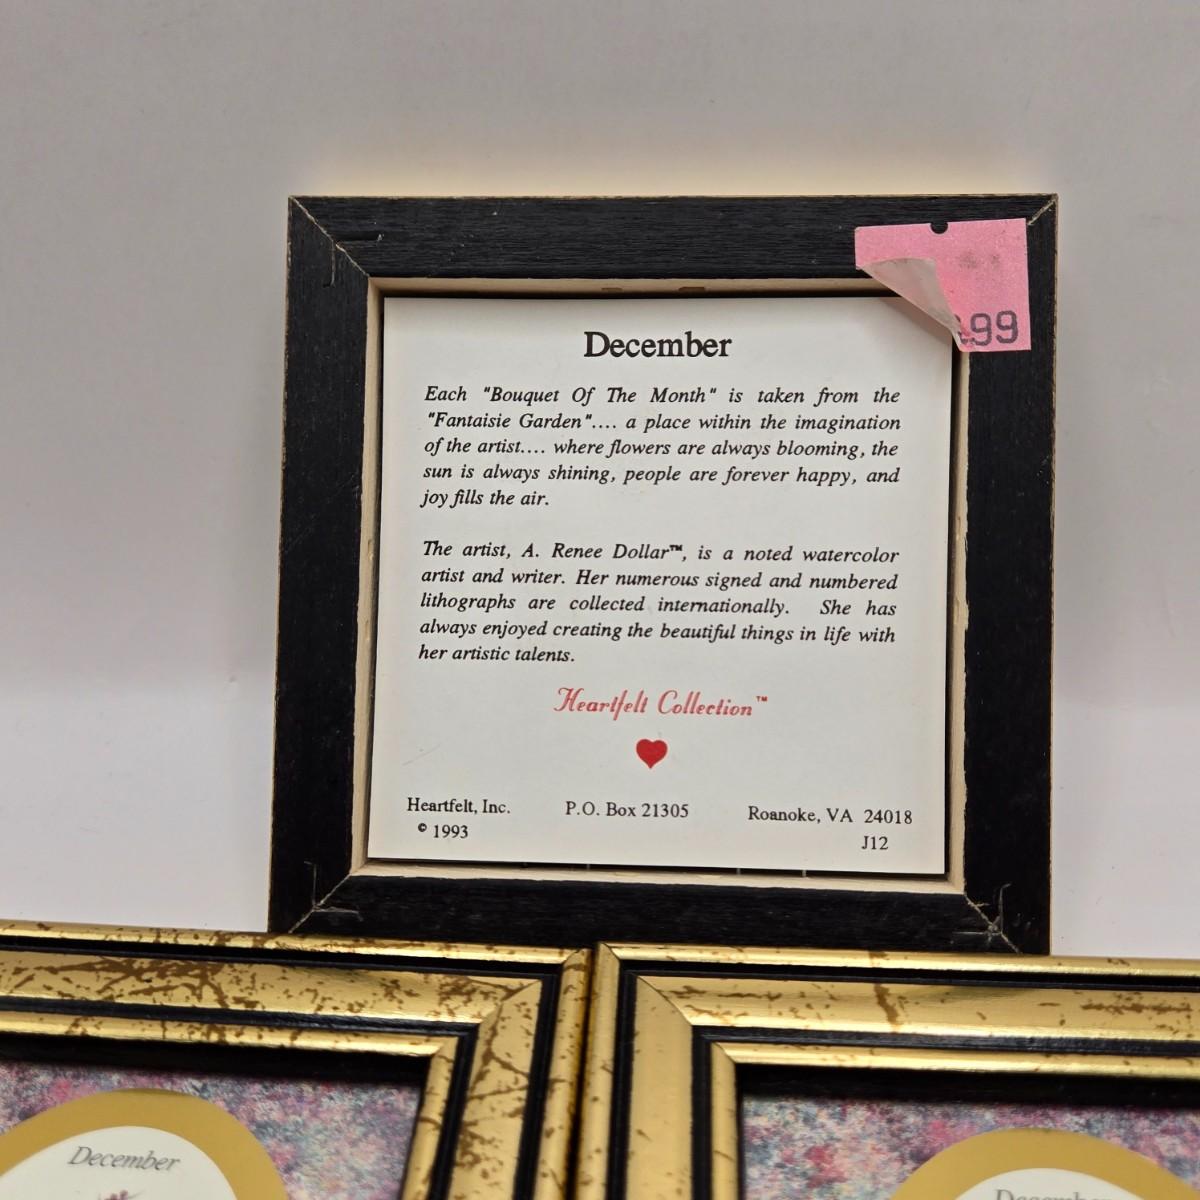 .99
December
Each "Bouquet Of The Month" is taken from the
"Fantaisie Garden".... a place within the imagination
of the artist.... where flowers are always blooming, the
sun is always shining, people are forever happy, and
joy fills the air.
The artist, A. Renee Dollar™, is a noted watercolor
artist and writer. Her numerous signed and numbered
lithographs are collected internationally. She has
always enjoyed creating the beautiful things in life with
her artistic talents.
Heartfelt Collection™
Heartfelt, Inc. P.O. Box 21305 Roanoke, VA 24018
© 1993 J12
December
December